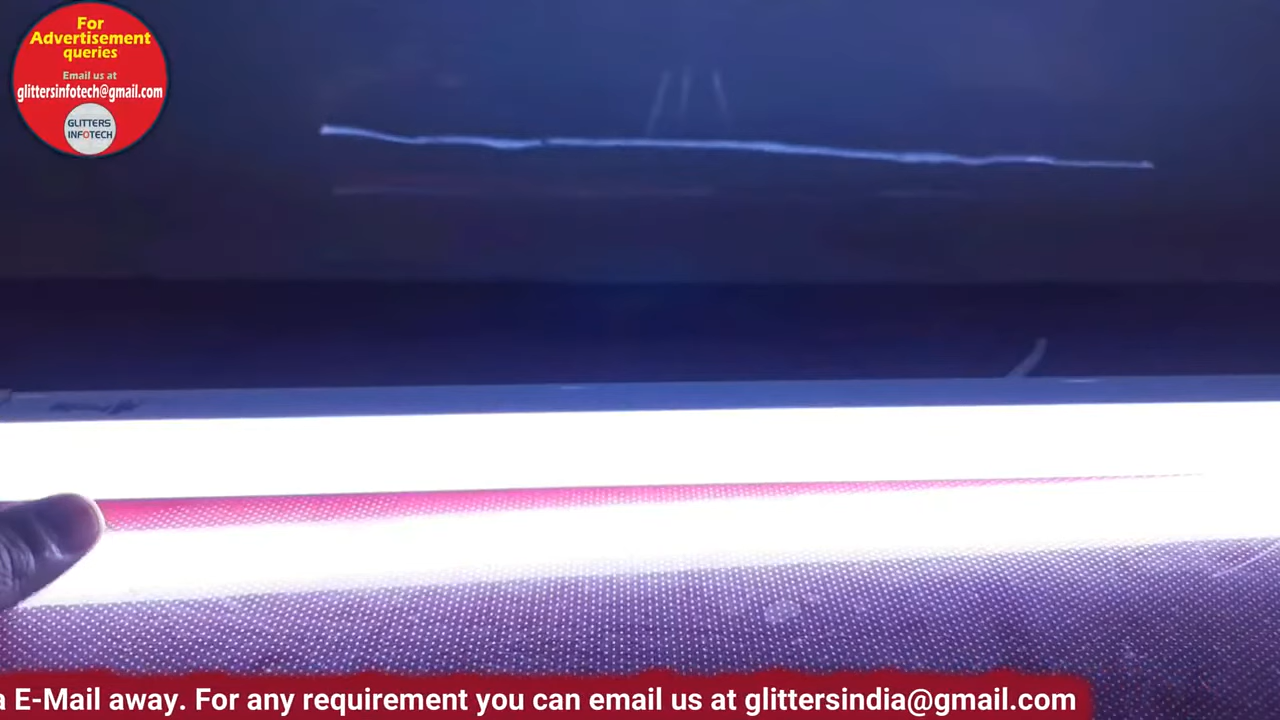 For
Advertisement
queries
Email us at
glittersinfotech@gmail.com
GLITTERS
INFOTECH
a E-Mail away. For any requirement you can email us at glittersindia@gmail.com